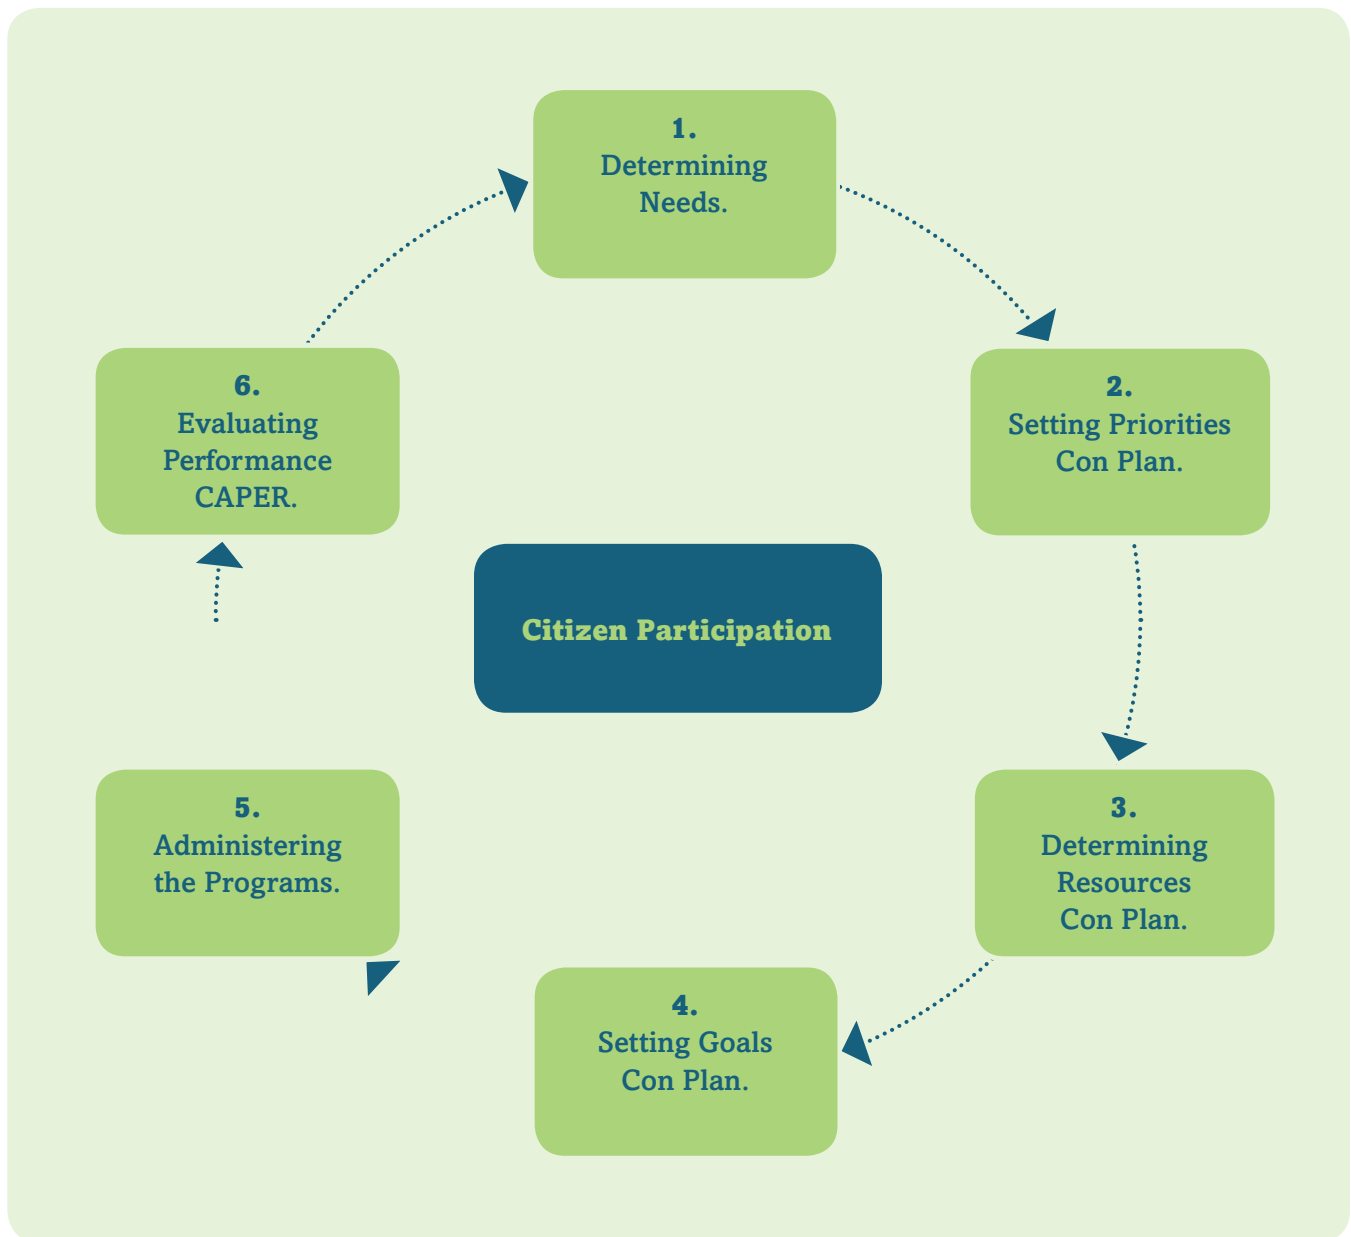 1.
Determining
Needs.
2.
Setting Priorities
Con Plan.
3.
Determining
Resources
Con Plan.
4.
Setting Goals
Con Plan.
5.
Administering
the Programs.
6.
Evaluating
Performance
CAPER.
Citizen Participation